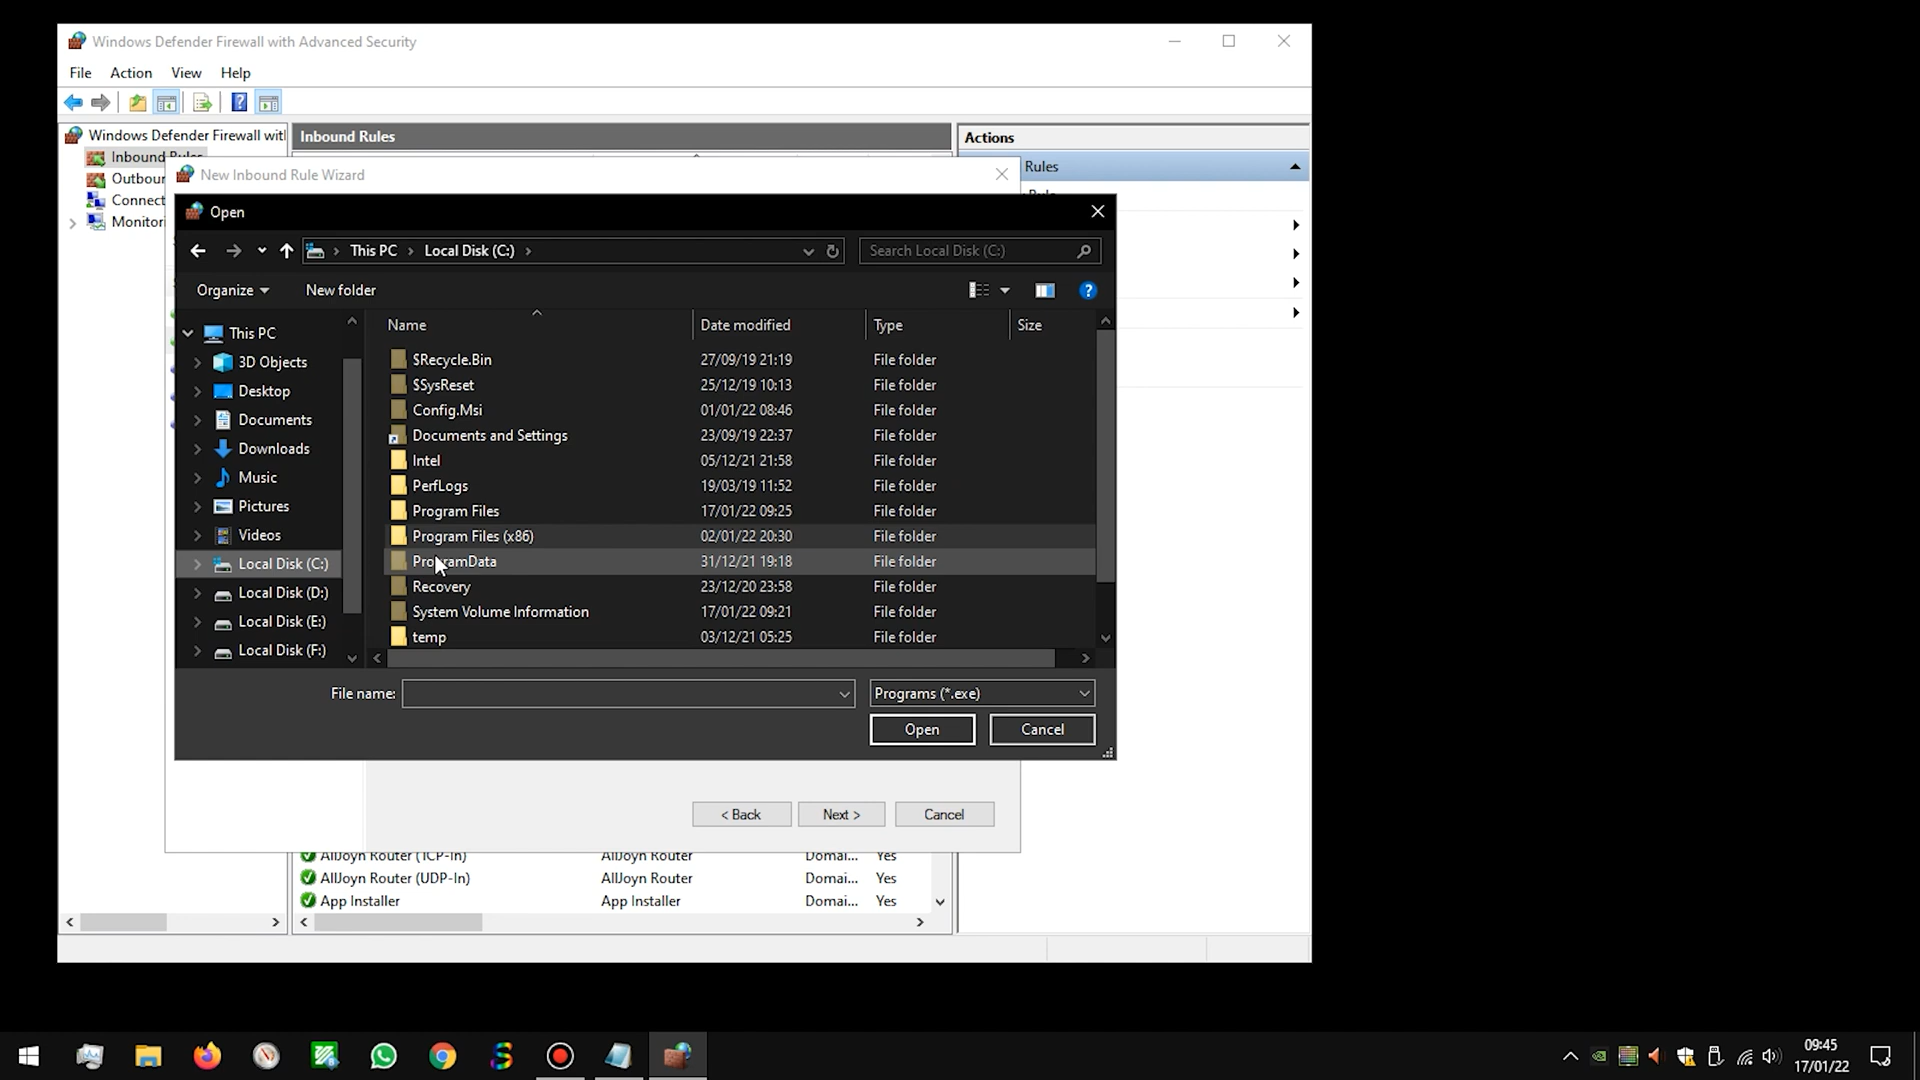 Windows Defender Firewall with Advanced Security
File Action View Help
Windows Defender Firewall wit
Inbound Rules
Actions
Inbound Rules
Rules
New Inbound Rule Wizard
Outbour
Connect
Monitori
Open
This PC > Local Disk (C:) >
Search Local Disk (C:)
Organize
New folder
This PC
3D Objects
Desktop
Documents
Downloads
Music
Pictures
Videos
Local Disk (C:)
Local Disk (D:)
Local Disk (E:)
Local Disk (F:)
Name Date modified Type Size
$Recycle.Bin 27/09/19 21:19 File folder
$SysReset 25/12/19 10:13 File folder
Config.Msi 01/01/22 08:46 File folder
Documents and Settings 23/09/19 22:37 File folder
Intel 05/12/21 21:58 File folder
PerfLogs 19/03/19 11:52 File folder
Program Files 17/01/22 09:25 File folder
Program Files (x86) 02/01/22 20:30 File folder
ProgramData 31/12/21 19:18 File folder
Recovery 23/12/20 23:58 File folder
System Volume Information 17/01/22 09:21 File folder
temp 03/12/21 05:25 File folder
File name:
Programs (*.exe)
Open
Cancel
< Back
Next >
Cancel
AllJoyn Router (TCP-In) AllJoyn Router Domai... Yes
AllJoyn Router (UDP-In) AllJoyn Router Domai... Yes
App Installer App Installer Domai... Yes
09:45
17/01/22